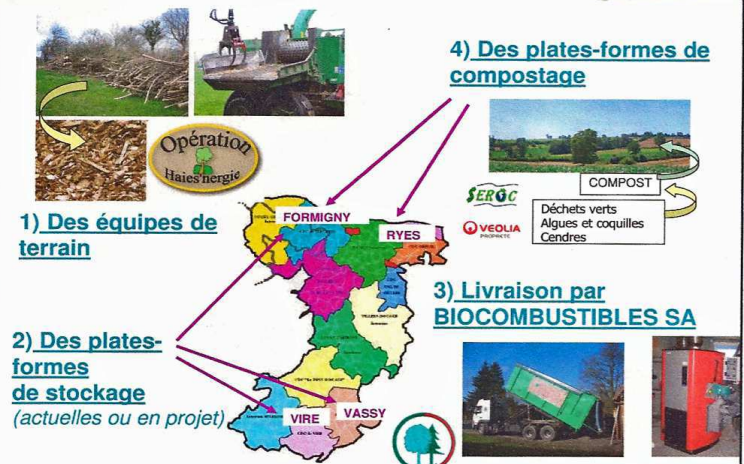 4) Des plates-formes de
compostage
Opération
Haies'nergie
1) Des équipes de
terrain
FORMIGNY
RYES
SEROC
VEOLIA
PROPRETÉ
COMPOST
Déchets verts
Algues et coquilles
Cendres
3) Livraison par
BIOCOMBUSTIBLES SA
2) Des plates-
formes
de stockage
(actuelles ou en projet)
VIRE
VASSY